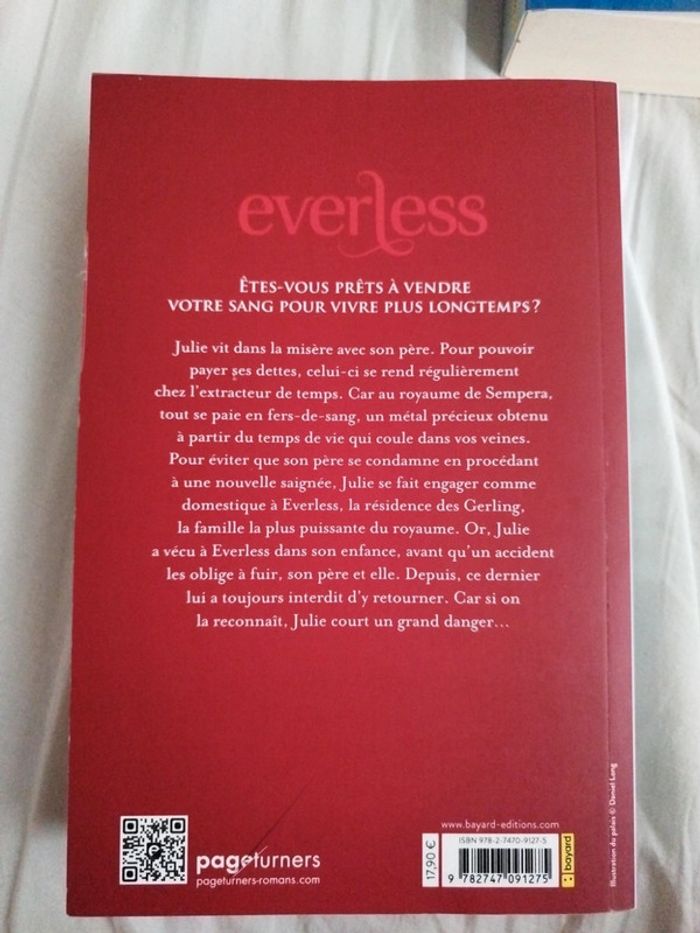 everless
ÊTES-VOUS PRÊTS À VENDRE
VOTRE SANG POUR VIVRE PLUS LONGTEMPS ?
Julie vit dans la misère avec son père. Pour pouvoir
payer ses dettes, celui-ci se rend régulièrement
chez l'extracteur de temps. Car au royaume de Sempera,
tout se paie en fers-de-sang, un métal précieux obtenu
à partir du temps de vie qui coule dans vos veines.
Pour éviter que son père se condamne en procédant
à une nouvelle saignée, Julie se fait engager comme
domestique à Everless, la résidence des Gerling,
la famille la plus puissante du royaume. Or, Julie
a vécu à Everless dans son enfance, avant qu'un accident
les oblige à fuir, son père et elle. Depuis, ce dernier
lui a toujours interdit d'y retourner. Car si on
la reconnaît, Julie court un grand danger...
pageturners
pageturners-romans.com
www.bayard-editions.com
ISBN 978-2-7470-9127-5
17,90 €
9 782747 091275
bayard
Illustration du palais © Daniel Long